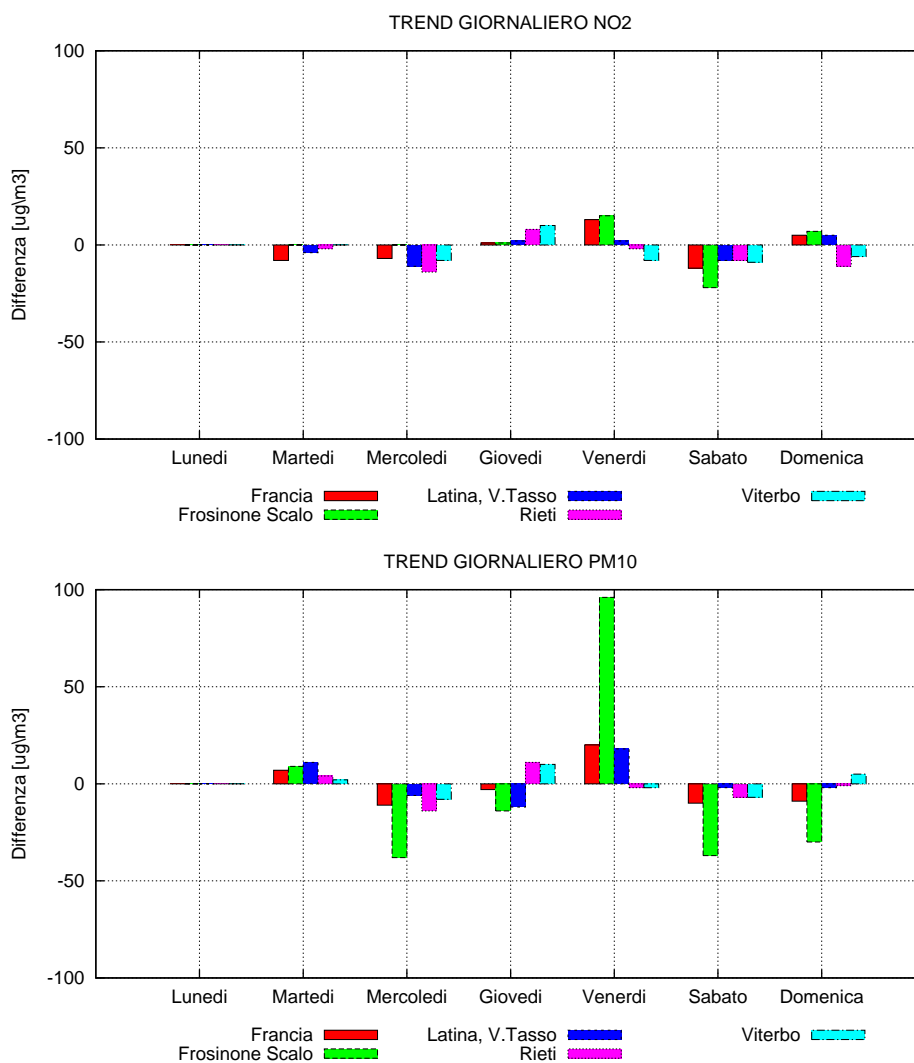 TREND GIORNALIERO NO2
100
50
0
-50
-100
Differenza [ug\m3]
Lunedi Martedi Mercoledi Giovedi Venerdi Sabato Domenica
Francia Latina, V.Tasso Viterbo
Frosinone Scalo Rieti
TREND GIORNALIERO PM10
100
50
0
-50
-100
Differenza [ug\m3]
Lunedi Martedi Mercoledi Giovedi Venerdi Sabato Domenica
Francia Latina, V.Tasso Viterbo
Frosinone Scalo Rieti